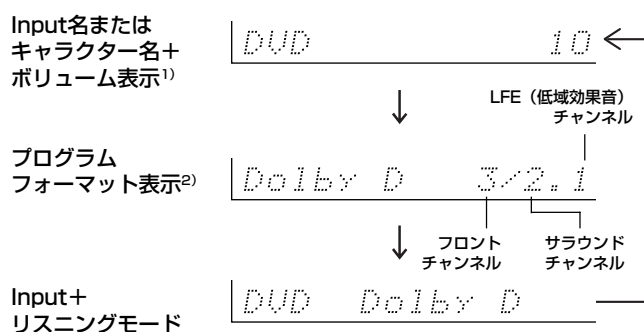 Input名または
キャラクター名＋
ボリューム表示1)
DVD 10
LFE（低域効果音）
チャンネル
プログラム
フォーマット表示2)
Dolby D 3/2.1
フロント
チャンネル
サラウンド
チャンネル
Input＋
リスニングモード
DVD Dolby D